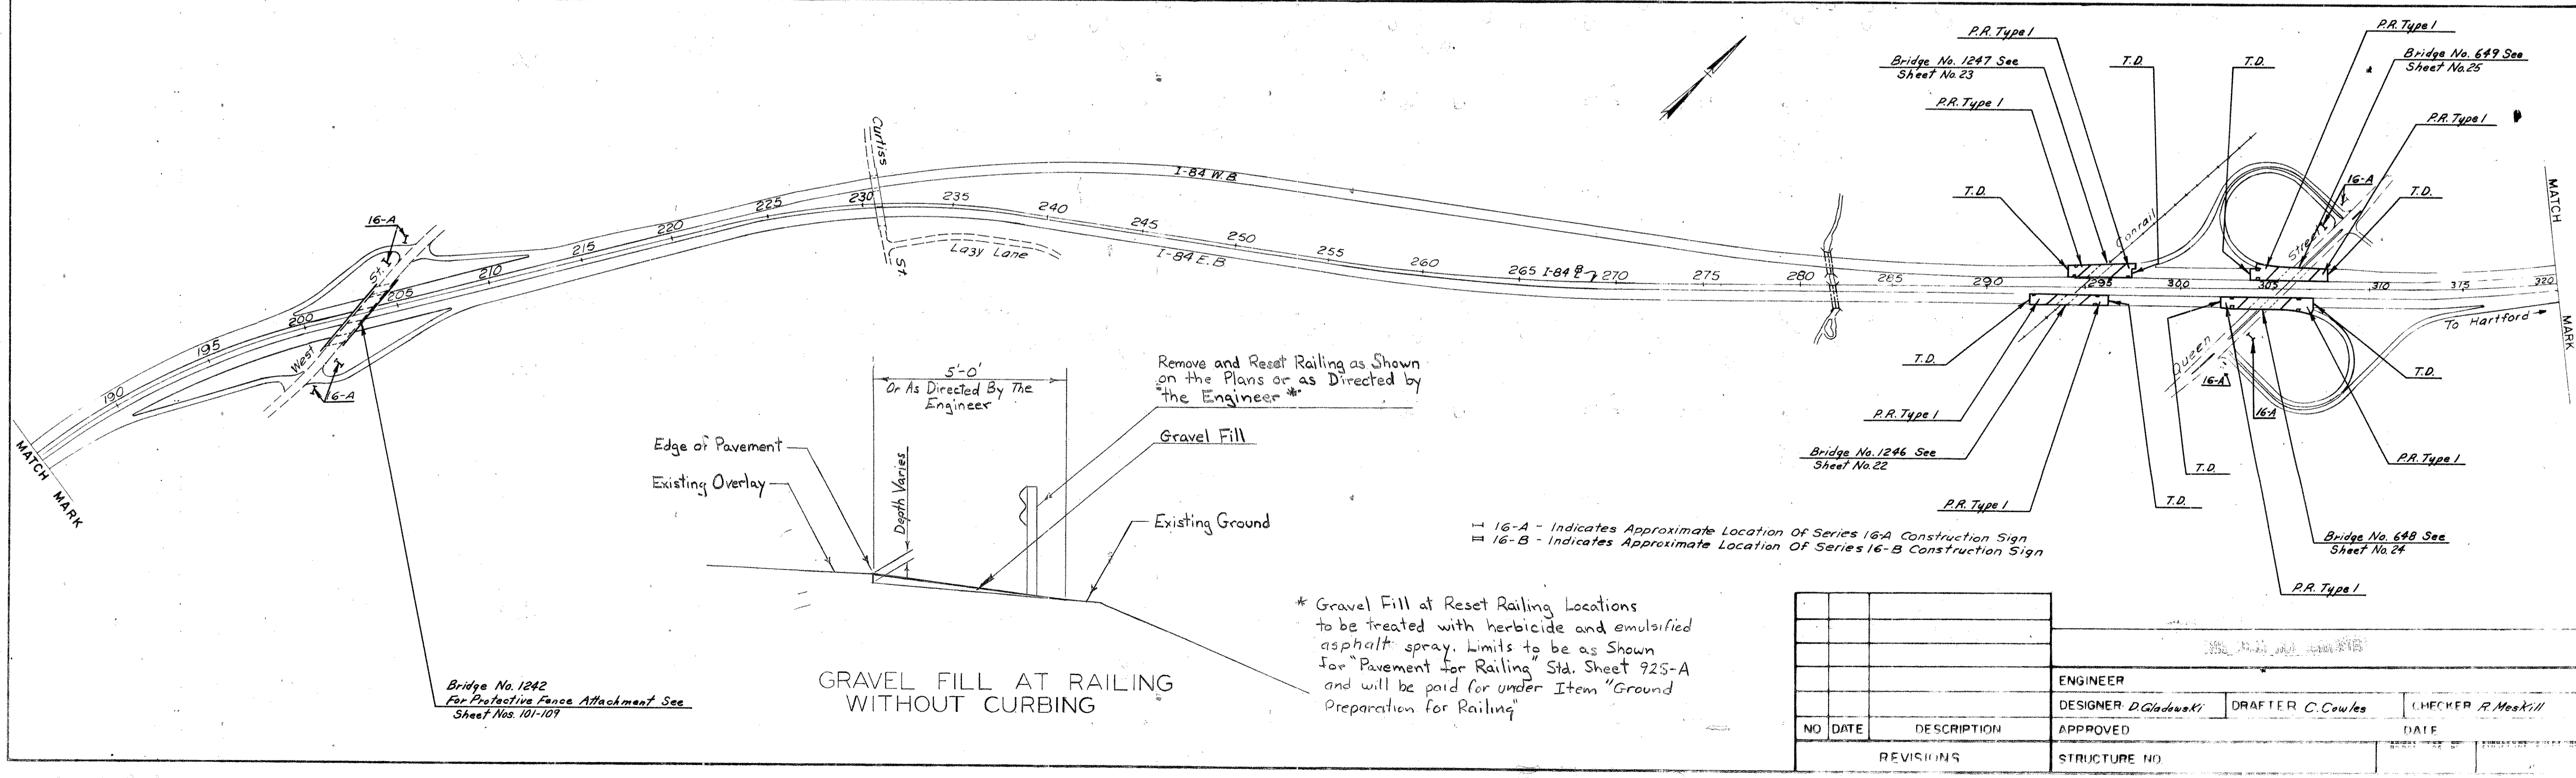 P.R. Type 1
Bridge No. 1247 See
Sheet No. 23
P.R. Type 1
T.D.
T.D.
P.R. Type 1
Bridge No. 649 See
Sheet No. 25
P.R. Type 1
T.D.
16-A
T.D.
MATCH
MARK
Conrail
Street
Queen
To Hartford
Curtiss
St.
Lazy Lane
I-84 W.B.
I-84 E.B.
I-84 ℄
16-A
West
St.
16-A
190
195
200
205
210
215
220
225
230
235
240
245
250
255
260
265
270
275
280
285
290
295
300
305
310
315
320
MATCH MARK
T.D.
P.R. Type 1
Bridge No. 1246 See
Sheet No. 22
P.R. Type 1
T.D.
T.D.
16-A
16-A
T.D.
P.R. Type 1
Bridge No. 648 See
Sheet No. 24
P.R. Type 1
5'-0'
Or As Directed By The
Engineer
Remove and Reset Railing as Shown
on the Plans or as Directed by
the Engineer *
Gravel Fill
Edge of Pavement
Existing Overlay
Depth Varies
Existing Ground
GRAVEL FILL AT RAILING
WITHOUT CURBING
Bridge No. 1242
For Protective Fence Attachment See
Sheet Nos. 101-109
16-A - Indicates Approximate Location Of Series 16-A Construction Sign
16-B - Indicates Approximate Location Of Series 16-B Construction Sign
* Gravel Fill at Reset Railing Locations
to be treated with herbicide and emulsified
asphalt spray. Limits to be as Shown
for "Pavement for Railing" Std. Sheet 925-A
and will be paid for under Item "Ground
Preparation for Railing"
ENGINEER
DESIGNER D. Gladowski
DRAFTER C. Cowles
CHECKER R. Meskill
NO DATE DESCRIPTION
APPROVED
DATE
REVISIONS
STRUCTURE NO.